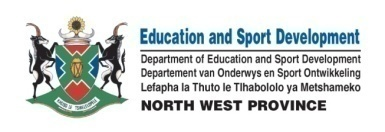 Education and Sport Development
Department of Education and Sport Development
Departement van Onderwys en Sport Ontwikkeling
Lefapha la Thuto le Tlhabololo ya Metshameko
NORTH WEST PROVINCE